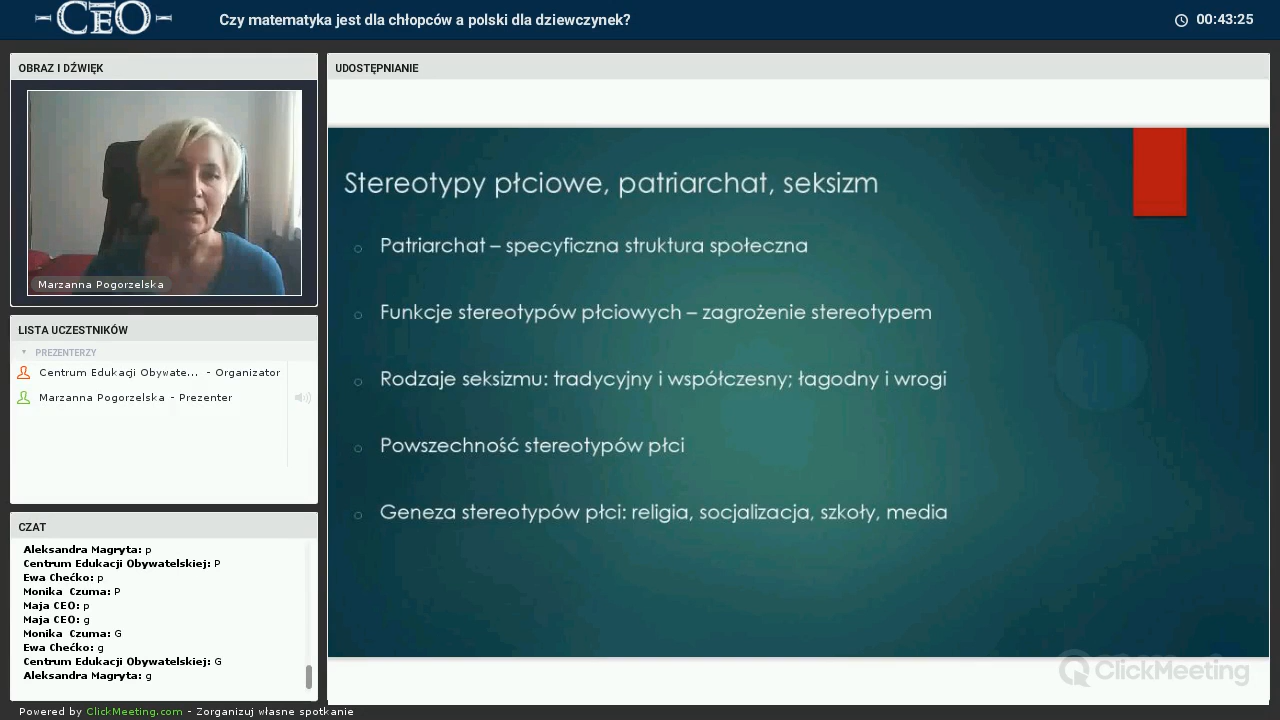 CEO
Czy matematyka jest dla chłopców a polski dla dziewczynek?
00:43:25
OBRAZ I DŹWIĘK
Marzanna Pogorzelska
LISTA UCZESTNIKÓW
PREZENTERZY
Centrum Edukacji Obywate... - Organizator
Marzanna Pogorzelska - Prezenter
CZAT
Aleksandra Magryta: p
Centrum Edukacji Obywatelskiej: P
Ewa Chećko: p
Monika Czuma: P
Maja CEO: p
Maja CEO: g
Monika Czuma: G
Ewa Chećko: g
Centrum Edukacji Obywatelskiej: G
Aleksandra Magryta: g
UDOSTĘPNIANIE
Stereotypy płciowe, patriarchat, seksizm
Patriarchat – specyficzna struktura społeczna
Funkcje stereotypów płciowych – zagrożenie stereotypem
Rodzaje seksizmu: tradycyjny i współczesny; łagodny i wrogi
Powszechność stereotypów płci
Geneza stereotypów płci: religia, socjalizacja, szkoły, media
ClickMeeting
Powered by ClickMeeting.com - Zorganizuj własne spotkanie